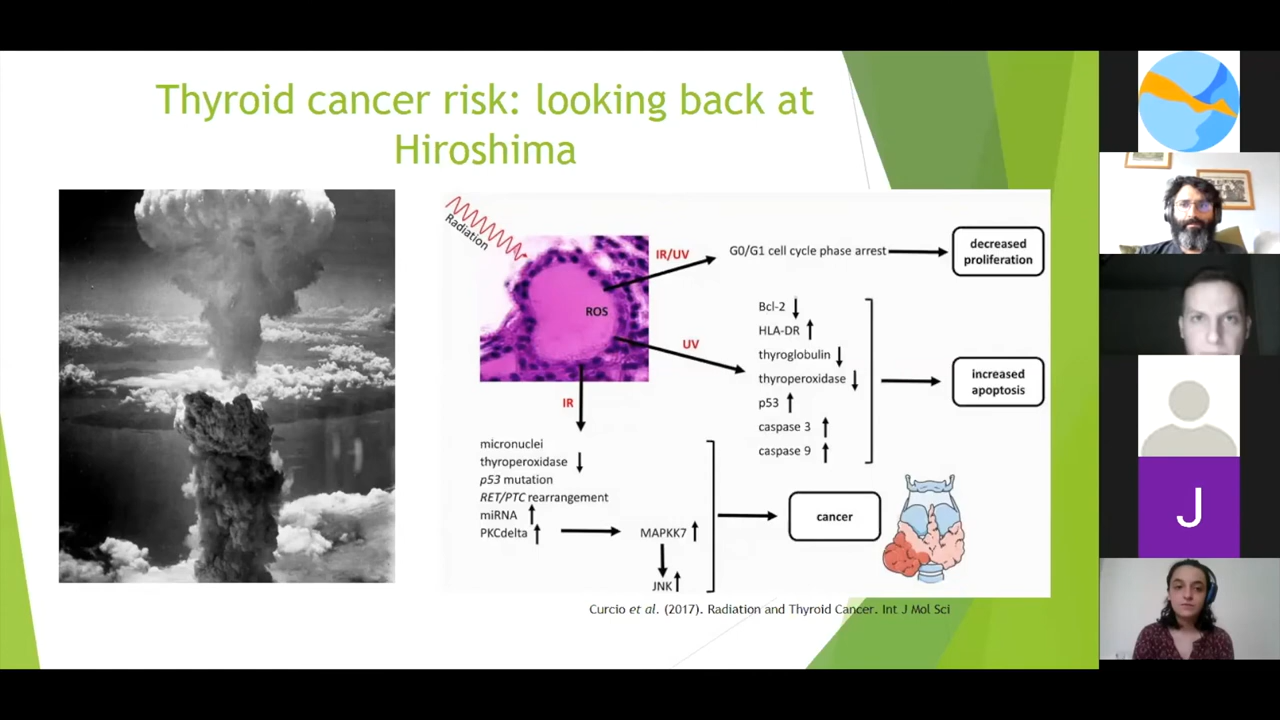 Thyroid cancer risk: looking back at
Hiroshima
Radiation
ROS
IR/UV
G0/G1 cell cycle phase arrest
decreased
proliferation
UV
Bcl-2
HLA-DR
thyroglobulin
thyroperoxidase
p53
caspase 3
caspase 9
increased
apoptosis
IR
micronuclei
thyroperoxidase
p53 mutation
RET/PTC rearrangement
miRNA
PKCdelta
MAPKK7
JNK
cancer
Curcio et al. (2017). Radiation and Thyroid Cancer. Int J Mol Sci
J